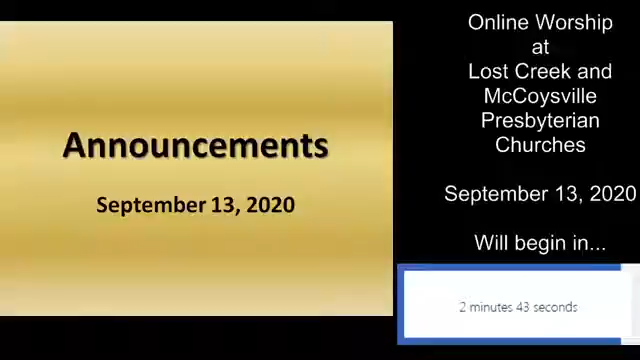 Announcements
September 13, 2020
Online Worship
at
Lost Creek and
McCoysville
Presbyterian
Churches
September 13, 2020
Will begin in...
2 minutes 43 seconds